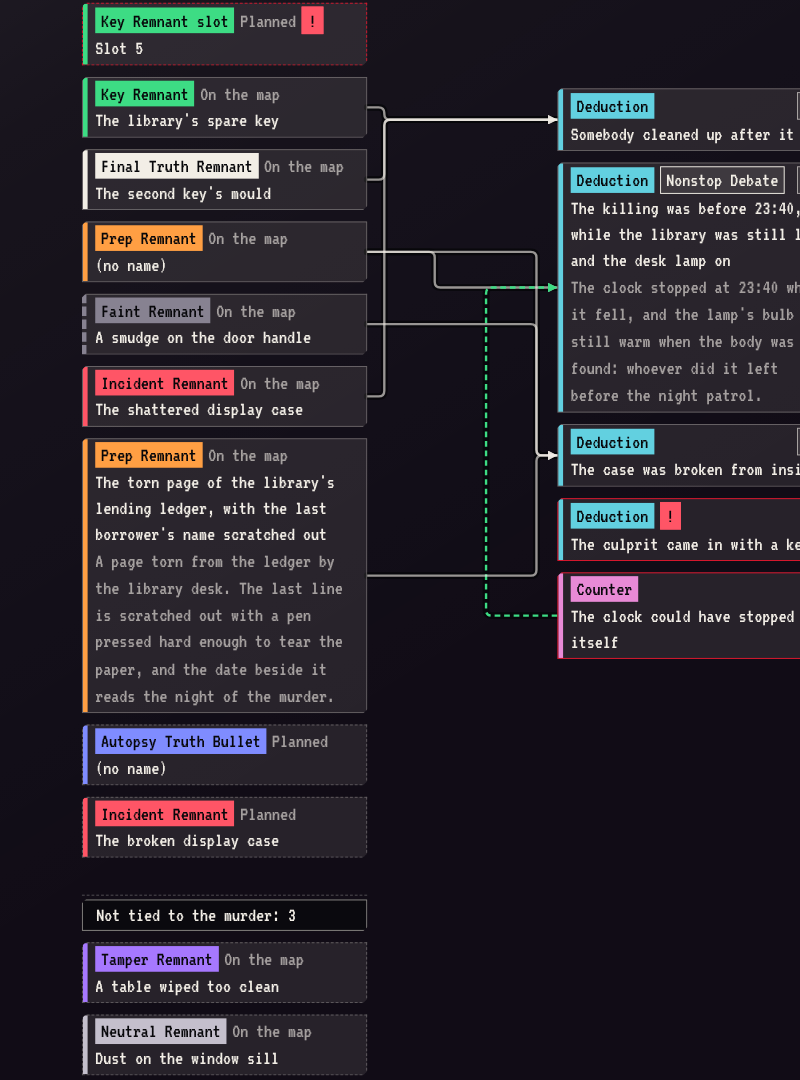 Key Remnant slot Planned !
Slot 5
Key Remnant On the map
The library's spare key
Final Truth Remnant On the map
The second key's mould
Prep Remnant On the map
(no name)
Faint Remnant On the map
A smudge on the door handle
Incident Remnant On the map
The shattered display case
Prep Remnant On the map
The torn page of the library's
lending ledger, with the last
borrower's name scratched out
A page torn from the ledger by
the library desk. The last line
is scratched out with a pen
pressed hard enough to tear the
paper, and the date beside it
reads the night of the murder.
Autopsy Truth Bullet Planned
(no name)
Incident Remnant Planned
The broken display case
Not tied to the murder: 3
Tamper Remnant On the map
A table wiped too clean
Neutral Remnant On the map
Dust on the window sill
Deduction
Somebody cleaned up after it
Deduction Nonstop Debate
The killing was before 23:40,
while the library was still
and the desk lamp on
The clock stopped at 23:40
it fell, and the lamp's bulb
still warm when the body was
found: whoever did it left
before the night patrol.
Deduction
The case was broken from
Deduction !
The culprit came in with a
Counter
The clock could have stopped
itself